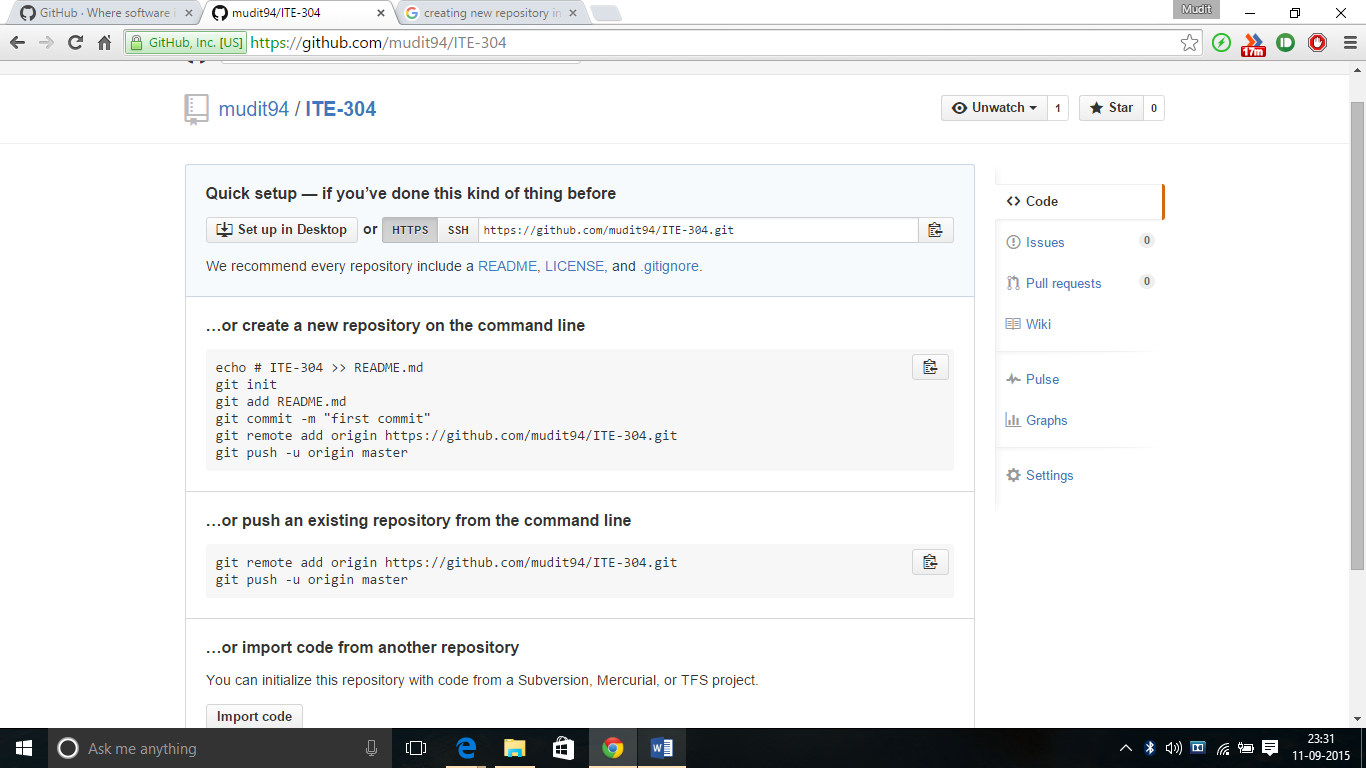 GitHub · Where software i
mudit94/ITE-304
creating new repository in
Mudit
GitHub, Inc. [US] https://github.com/mudit94/ITE-304
17m
mudit94 / ITE-304
Unwatch 1
Star 0
Quick setup — if you’ve done this kind of thing before
Set up in Desktop or HTTPS SSH https://github.com/mudit94/ITE-304.git
We recommend every repository include a README, LICENSE, and .gitignore.
…or create a new repository on the command line
echo # ITE-304 >> README.md
git init
git add README.md
git commit -m "first commit"
git remote add origin https://github.com/mudit94/ITE-304.git
git push -u origin master
…or push an existing repository from the command line
git remote add origin https://github.com/mudit94/ITE-304.git
git push -u origin master
…or import code from another repository
You can initialize this repository with code from a Subversion, Mercurial, or TFS project.
Import code
Code
Issues 0
Pull requests 0
Wiki
Pulse
Graphs
Settings
Ask me anything
23:31
11-09-2015